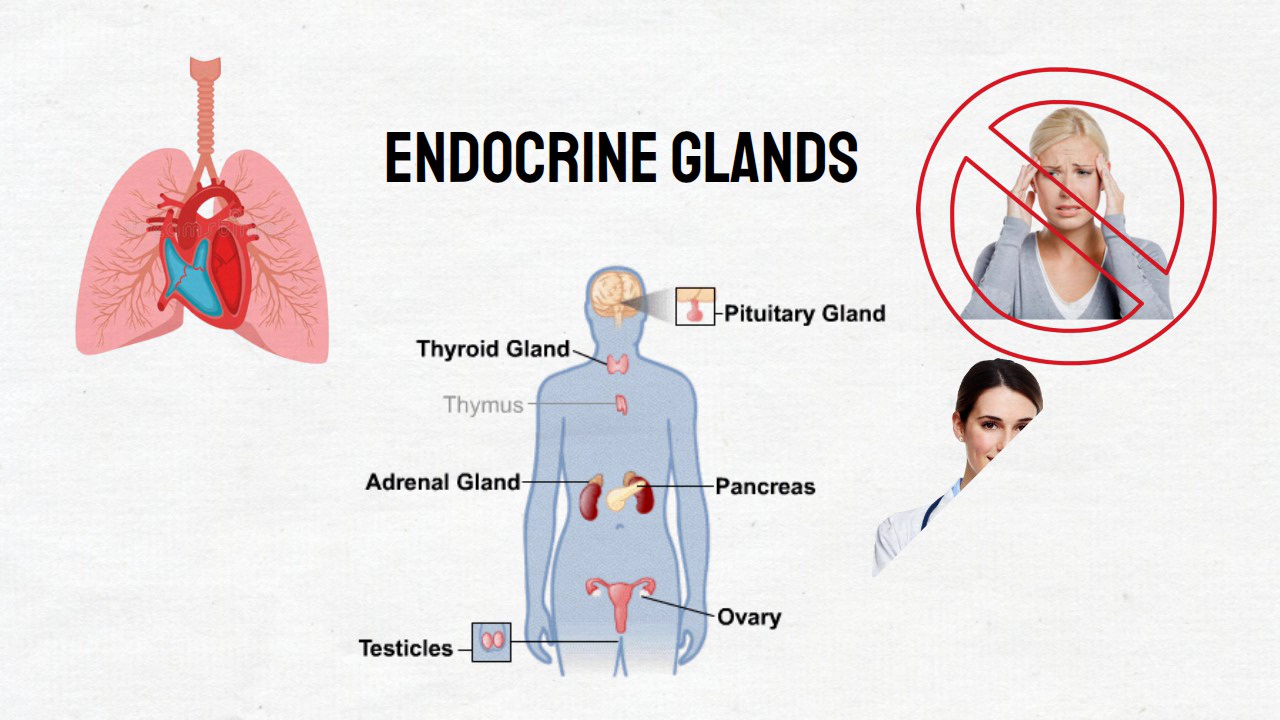 ENDOCRINE GLANDS
Pituitary Gland
Thyroid Gland
Thymus
Adrenal Gland
Pancreas
Ovary
Testicles